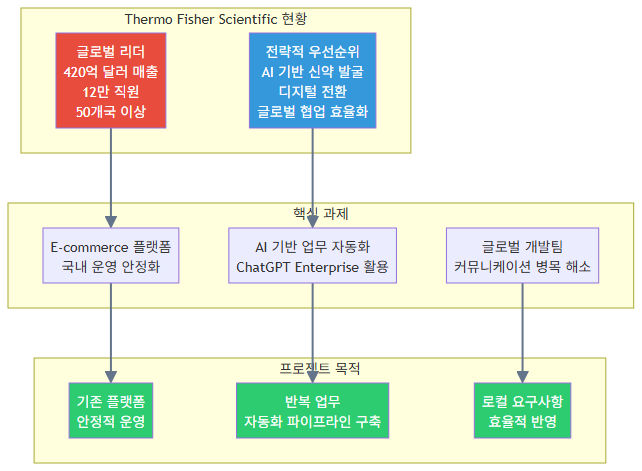 Thermo Fisher Scientific 현황
글로벌 리더
420억 달러 매출
12만 직원
50개국 이상
전략적 우선순위
AI 기반 신약 발굴
디지털 전환
글로벌 협업 효율화
핵심 과제
E-commerce 플랫폼
국내 운영 안정화
AI 기반 업무 자동화
ChatGPT Enterprise 활용
글로벌 개발팀
커뮤니케이션 병목 해소
프로젝트 목적
기존 플랫폼
안정적 운영
반복 업무
자동화 파이프라인 구축
로컬 요구사항
효율적 반영